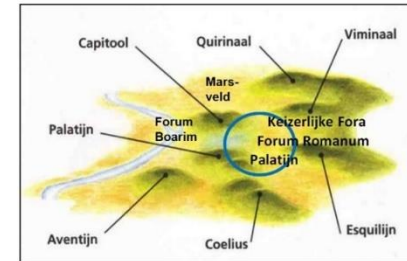 Capitool
Quirinaal
Viminaal
Mars-
veld
Forum
Boarim
Keizerlijke Fora
Palatijn
Forum Romanum
Palatijn
Aventijn
Coelius
Esquilijn